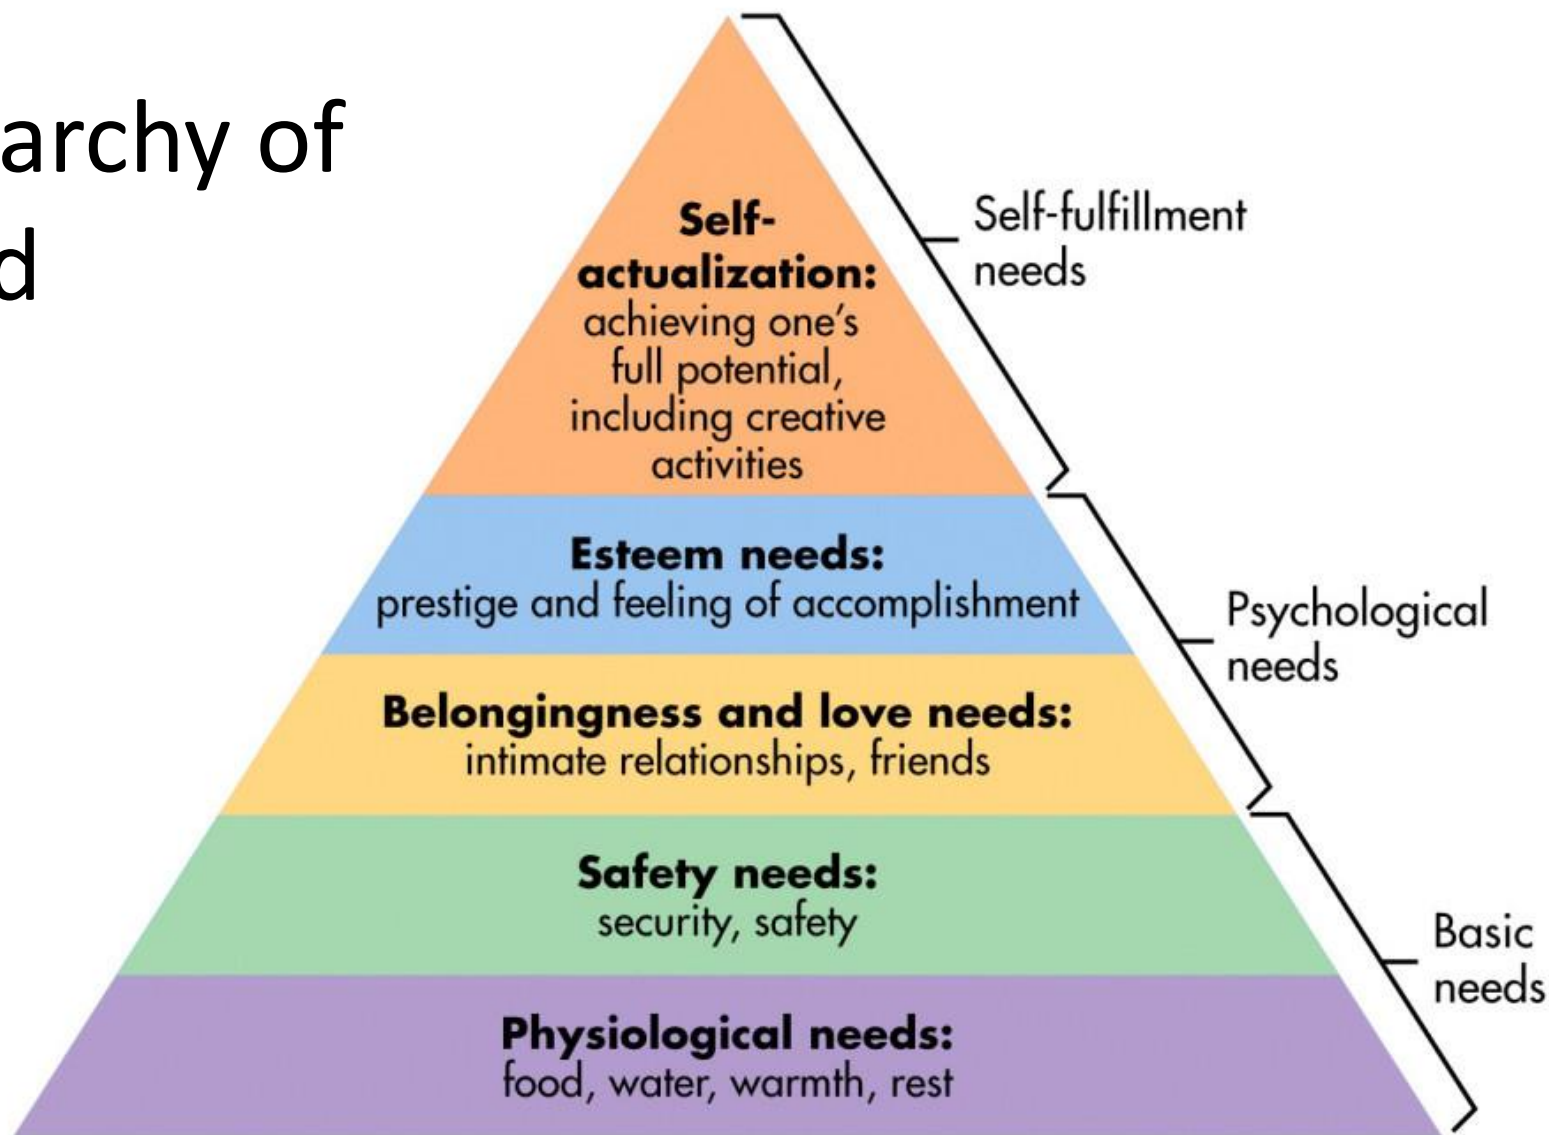 archy of
d
Self-
actualization:
achieving one's
full potential,
including creative
activities
Self-fulfillment
needs
Esteem needs:
prestige and feeling of accomplishment
Psychological
needs
Belongingness and love needs:
intimate relationships, friends
Safety needs:
security, safety
Basic
needs
Physiological needs:
food, water, warmth, rest